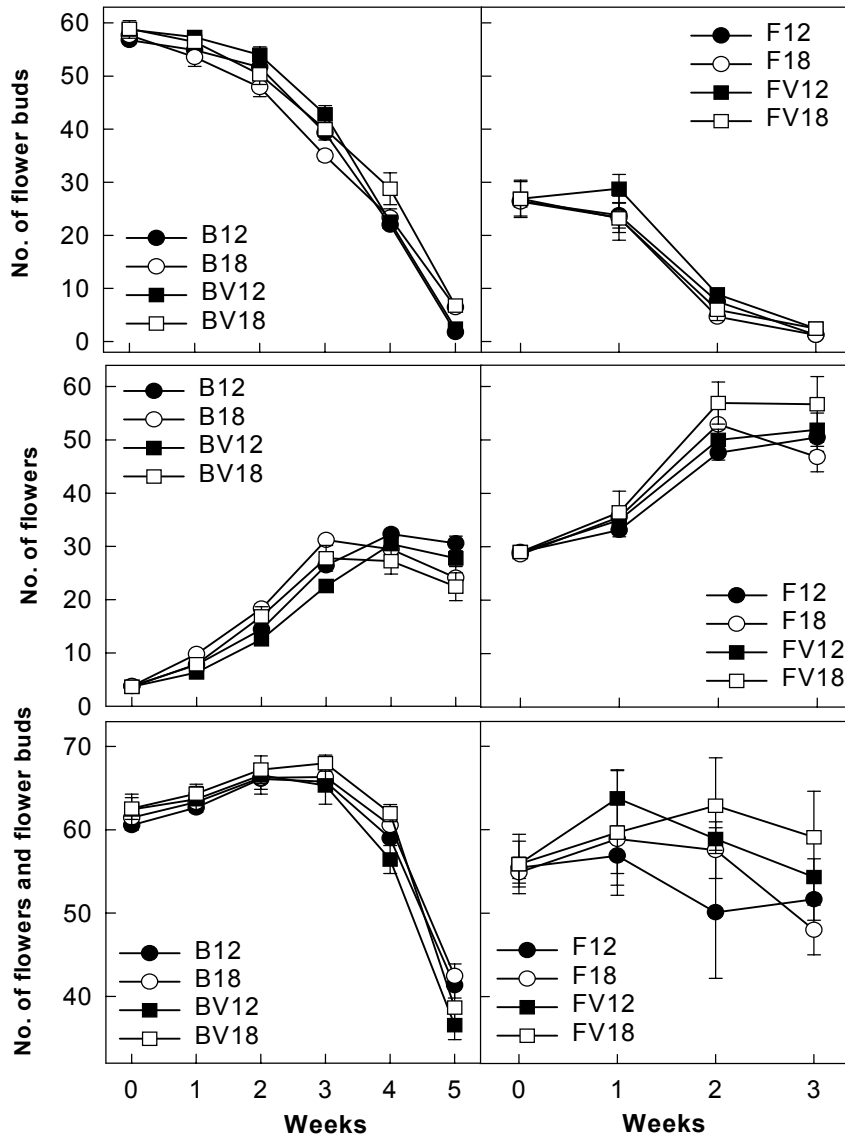 No. of flower buds
60
50
40
30
20
10
0
B12
B18
BV12
BV18
F12
F18
FV12
FV18
No. of flowers
60
50
40
30
20
10
0
B12
B18
BV12
BV18
F12
F18
FV12
FV18
No. of flowers and flower buds
70
60
50
40
B12
B18
BV12
BV18
F12
F18
FV12
FV18
0 1 2 3 4 5
Weeks
0 1 2 3
Weeks